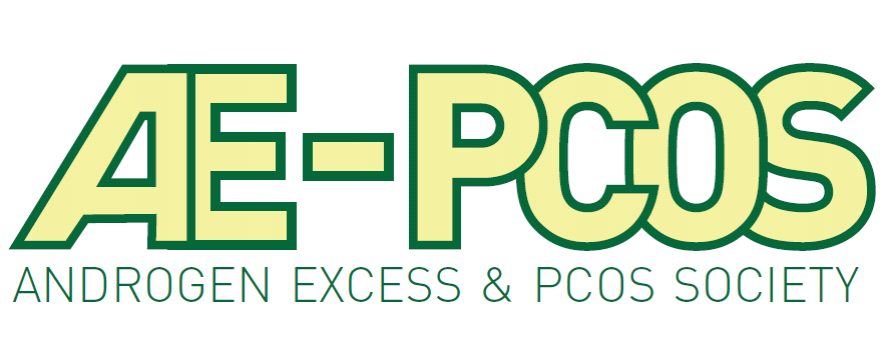 AE-PCOS
ANDROGEN EXCESS & PCOS SOCIETY